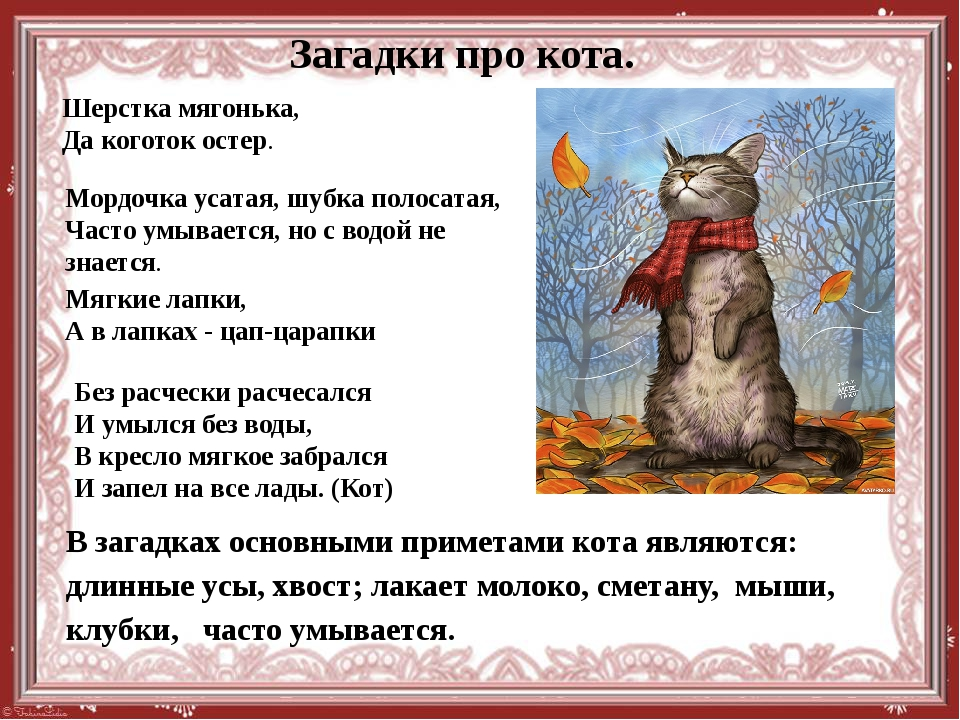 Загадки про кота.
Шерстка мягонька,
Да коготок остер.
Мордочка усатая, шубка полосатая,
Часто умывается, но с водой не
знается.
Мягкие лапки,
А в лапках - цап-царапки
Без расчески расчесался
И умылся без воды,
В кресло мягкое забрался
И запел на все лады. (Кот)
В загадках основными приметами кота являются:
длинные усы, хвост; лакает молоко, сметану, мыши,
клубки, часто умывается.